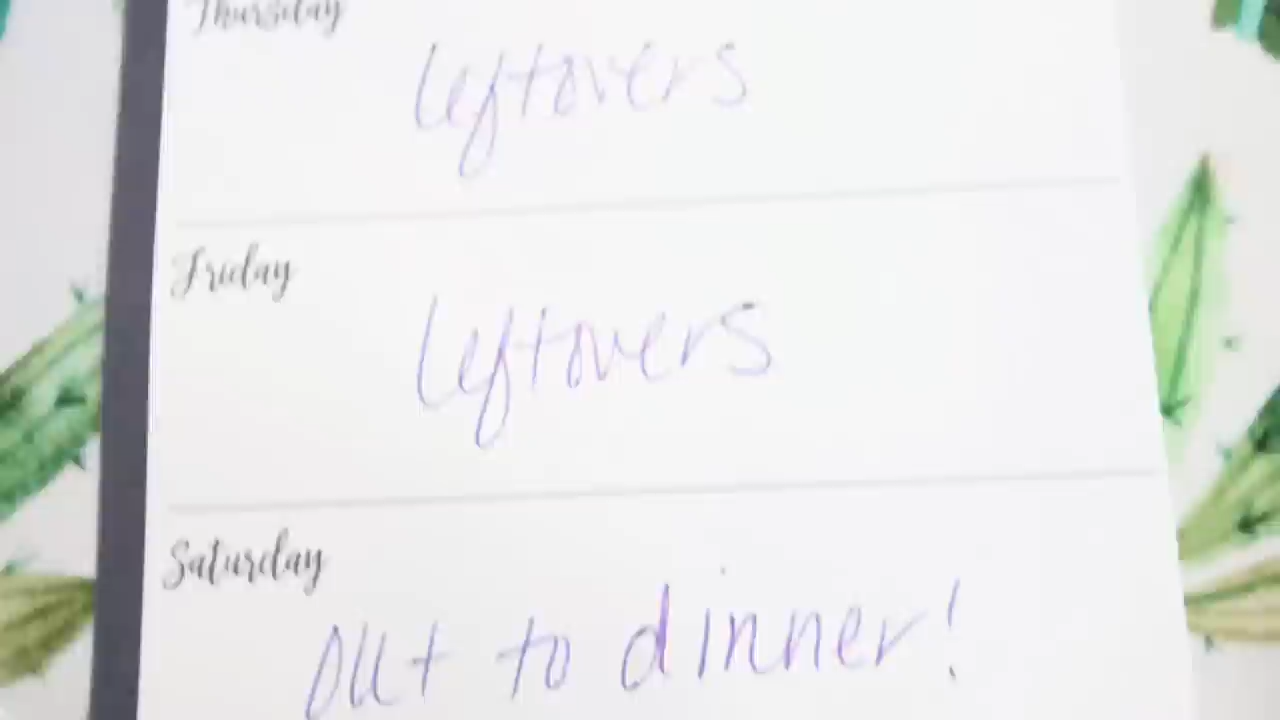 Thursday
leftovers
Friday
leftovers
Saturday
out to dinner!